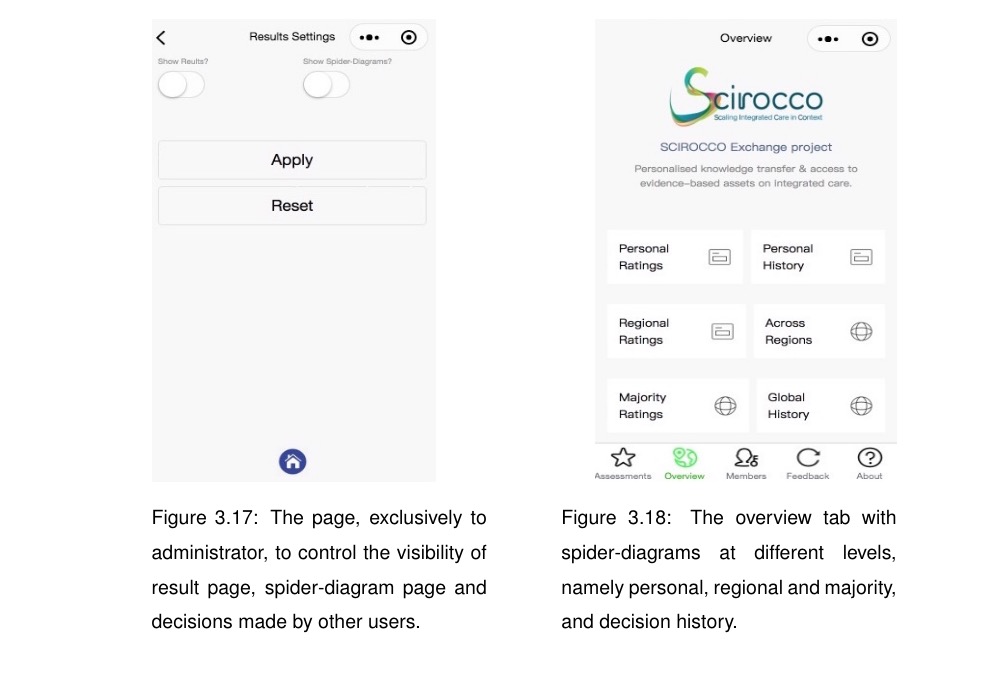 Results Settings
Show Reults?
Show Spider-Diagrams?
Apply
Reset
Figure 3.17: The page, exclusively to
administrator, to control the visibility of
result page, spider-diagram page and
decisions made by other users.
Overview
Scirocco
Scaling Integrated Care in Context
SCIROCCO Exchange project
Personalised knowledge transfer & access to
evidence-based assets on integrated care.
Personal
Ratings
Personal
History
Regional
Ratings
Across
Regions
Majority
Ratings
Global
History
Assessments
Overview
Members
Feedback
About
Figure 3.18: The overview tab with
spider-diagrams at different levels,
namely personal, regional and majority,
and decision history.